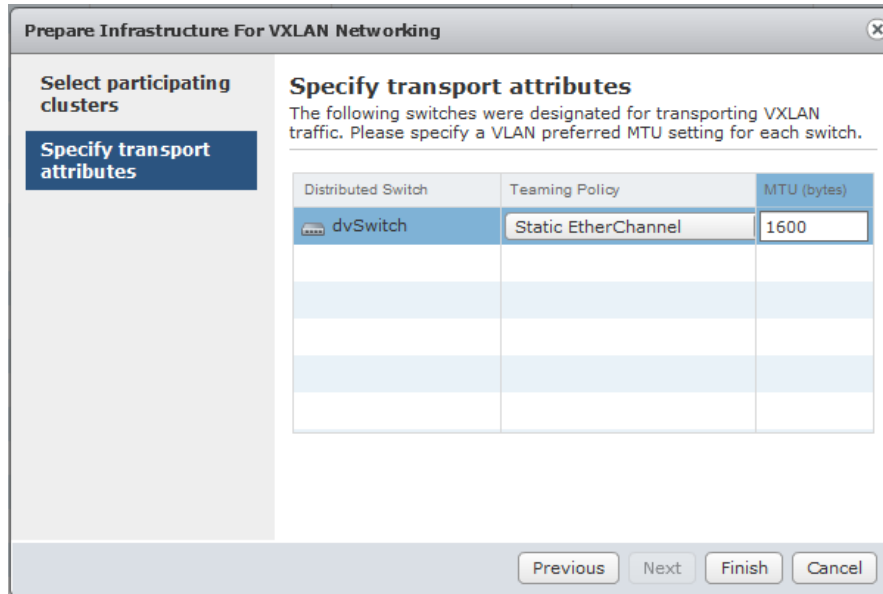 Prepare Infrastructure For VXLAN Networking
Select participating
clusters
Specify transport
attributes
Specify transport attributes
The following switches were designated for transporting VXLAN
traffic. Please specify a VLAN preferred MTU setting for each switch.
Distributed Switch Teaming Policy MTU (bytes)
dvSwitch Static EtherChannel 1600
Previous Next Finish Cancel